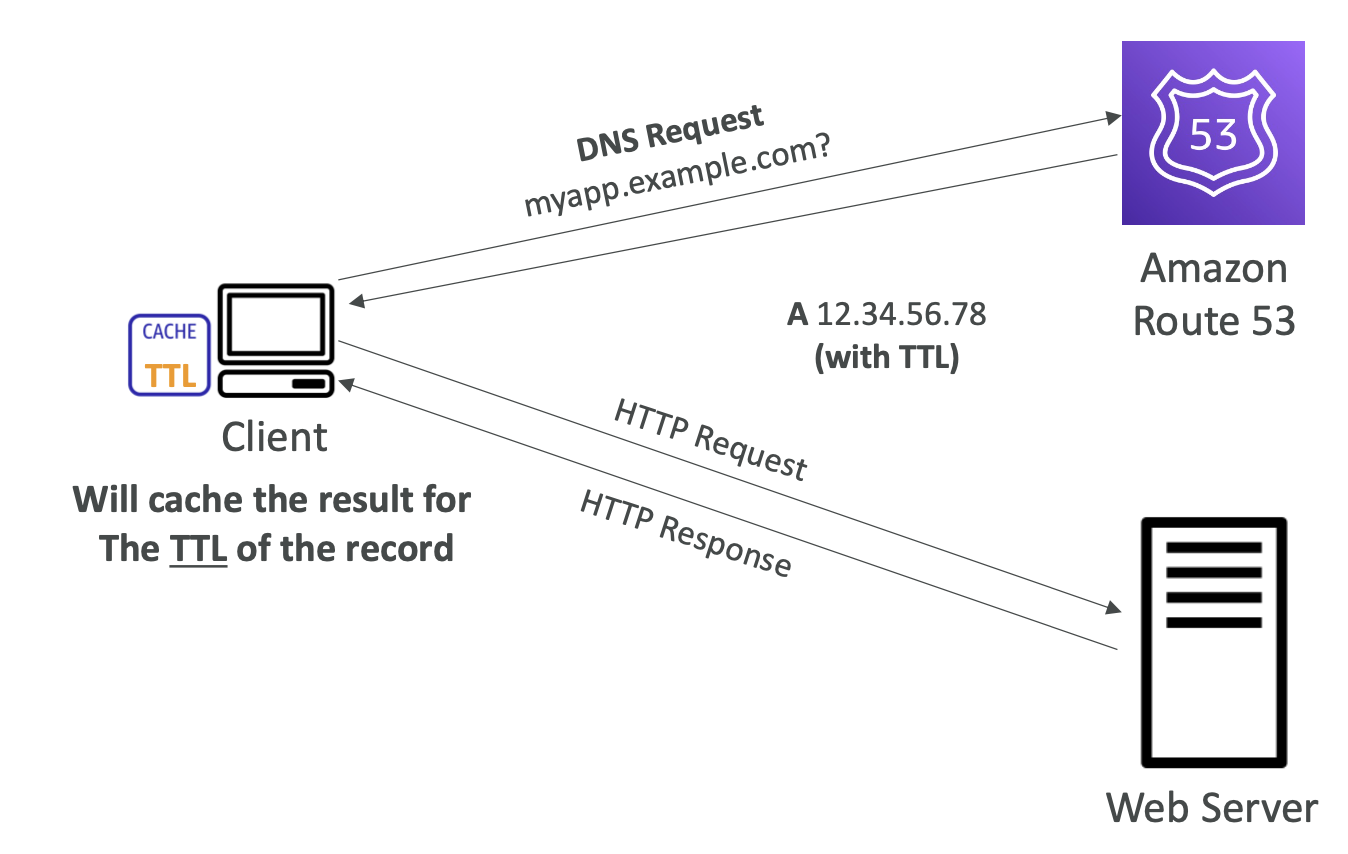 DNS Request
myapp.example.com?
53
Amazon
Route 53
A 12.34.56.78
(with TTL)
CACHE
TTL
Client
Will cache the result for
The TTL of the record
HTTP Request
HTTP Response
Web Server